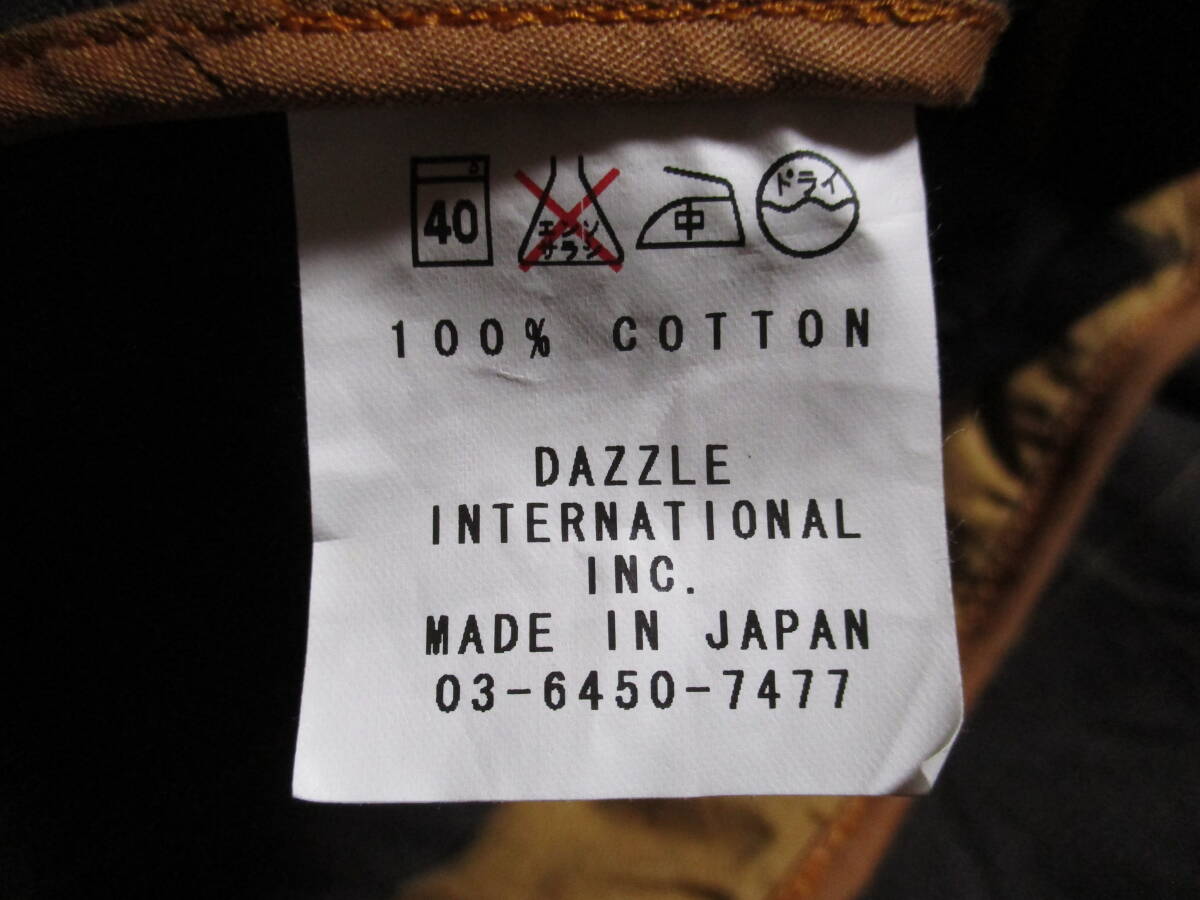 40
エンソ
サラシ
中
ドライ
100% COTTON
DAZZLE
INTERNATIONAL
INC.
MADE IN JAPAN
03-6450-7477